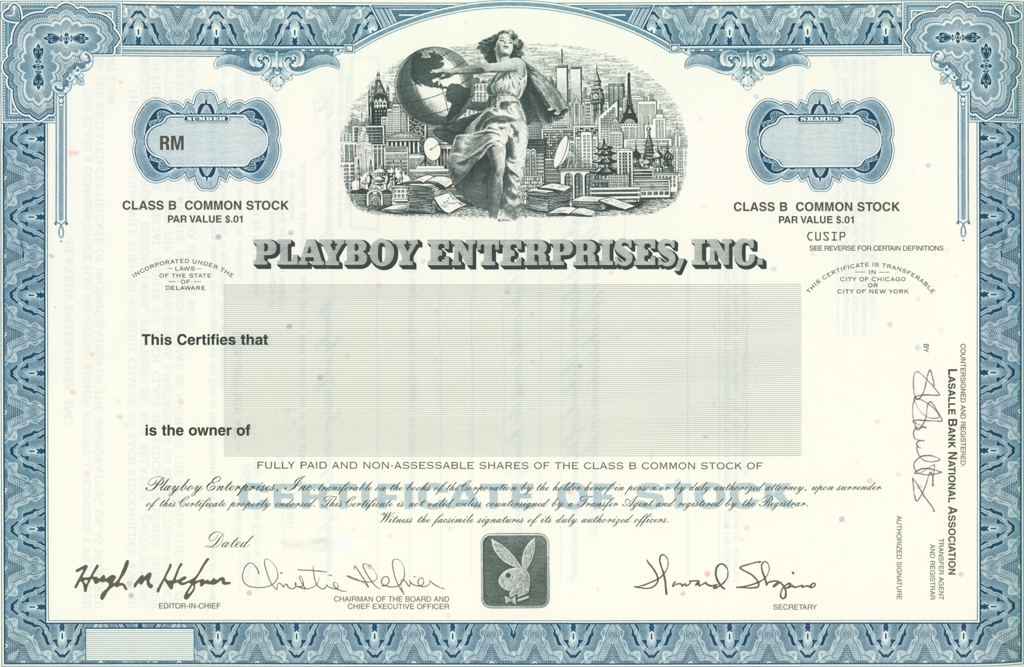 NUMBER
RM
SHARES
CLASS B COMMON STOCK
PAR VALUE $.01
CLASS B COMMON STOCK
PAR VALUE $.01
CUSIP
SEE REVERSE FOR CERTAIN DEFINITIONS
PLAYBOY ENTERPRISES, INC.
INCORPORATED UNDER THE
— LAWS —
OF THE STATE
— OF —
DELAWARE
THIS CERTIFICATE IS TRANSFERABLE
— IN —
CITY OF CHICAGO
OR
CITY OF NEW YORK
This Certifies that
is the owner of
FULLY PAID AND NON-ASSESSABLE SHARES OF THE CLASS B COMMON STOCK OF
CERTIFICATE OF STOCK
Playboy Enterprises, Inc. transferable on the books of the Corporation by the holder hereof in person or by duly authorized attorney, upon surrender
of this Certificate properly endorsed. This Certificate is not valid unless countersigned by a Transfer Agent and registered by the Registrar.
Witness the facsimile signatures of its duly authorized officers.
Dated
Hugh M Hefner
EDITOR-IN-CHIEF
Christie Hefner
CHAIRMAN OF THE BOARD AND
CHIEF EXECUTIVE OFFICER
Howard Shapiro
SECRETARY
COUNTERSIGNED AND REGISTERED:
LASALLE BANK NATIONAL ASSOCIATION
TRANSFER AGENT
AND REGISTRAR
BY
AUTHORIZED SIGNATURE